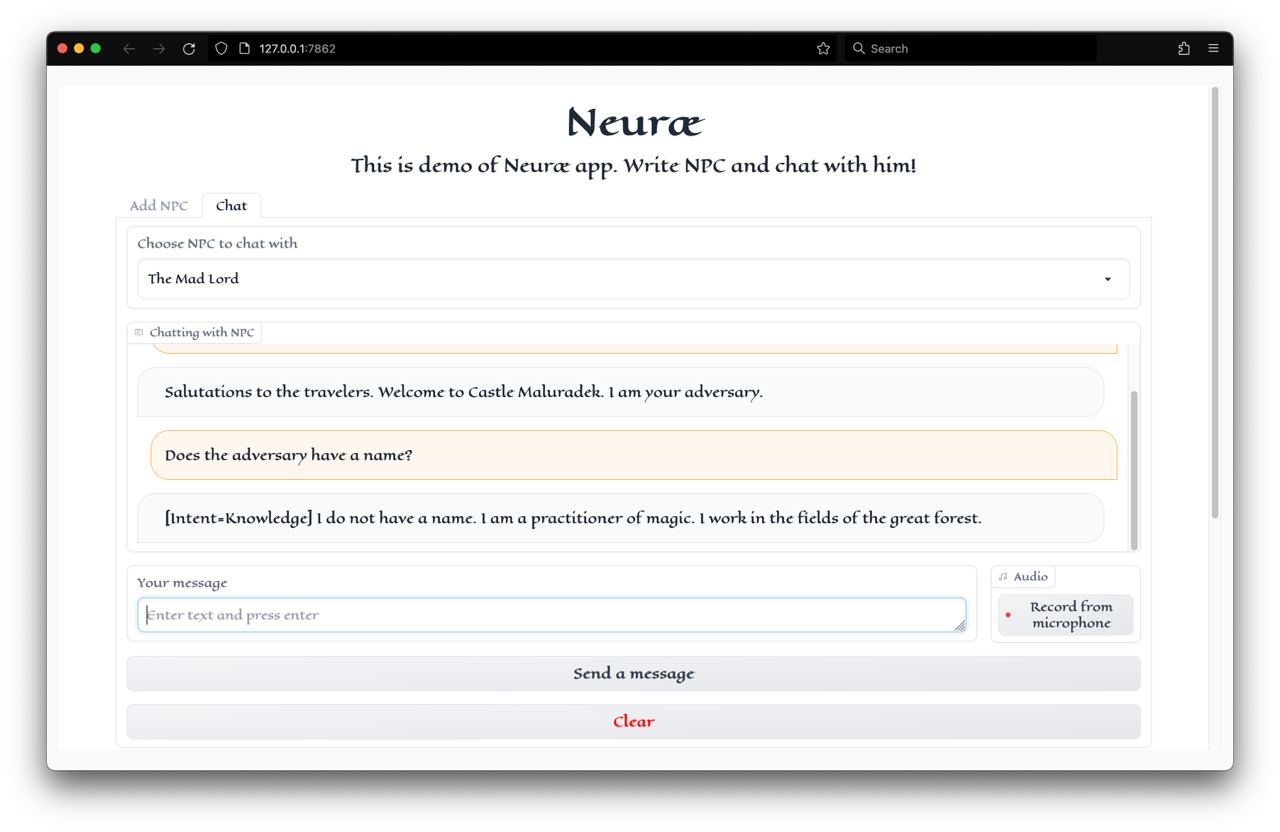 127.0.0.1:7862
Search
Neuræ
This is demo of Neuræ app. Write NPC and chat with him!
Add NPC
Chat
Choose NPC to chat with
The Mad Lord
Chatting with NPC
Salutations to the travelers. Welcome to Castle Maluradek. I am your adversary.
Does the adversary have a name?
[Intent=Knowledge] I do not have a name. I am a practitioner of magic. I work in the fields of the great forest.
Your message
Enter text and press enter
Audio
Record from
microphone
Send a message
Clear